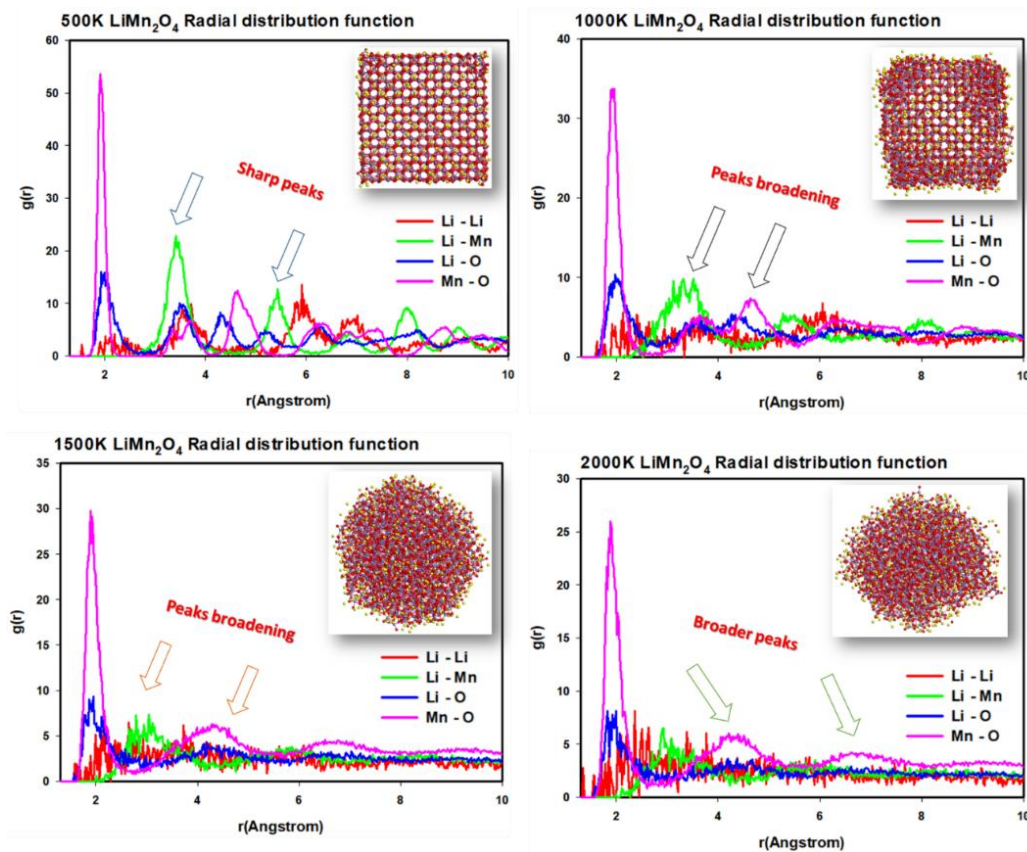 500K LiMn₂O₄ Radial distribution function
60
50
40
30
20
10
0
g(r)
Sharp peaks
Li - Li
Li - Mn
Li - O
Mn - O
2 4 6 8 10
r(Angstrom)
1000K LiMn₂O₄ Radial distribution function
40
30
20
10
0
g(r)
Peaks broadening
Li - Li
Li - Mn
Li - O
Mn - O
2 4 6 8 10
r(Angstrom)
1500K LiMn₂O₄ Radial distribution function
35
30
25
20
15
10
5
0
g(r)
Peaks broadening
Li - Li
Li - Mn
Li - O
Mn - O
2 4 6 8 10
r(Angstrom)
2000K LiMn₂O₄ Radial distribution function
30
25
20
15
10
5
0
g(r)
Broader peaks
Li - Li
Li - Mn
Li - O
Mn - O
2 4 6 8 10
r(Angstrom)